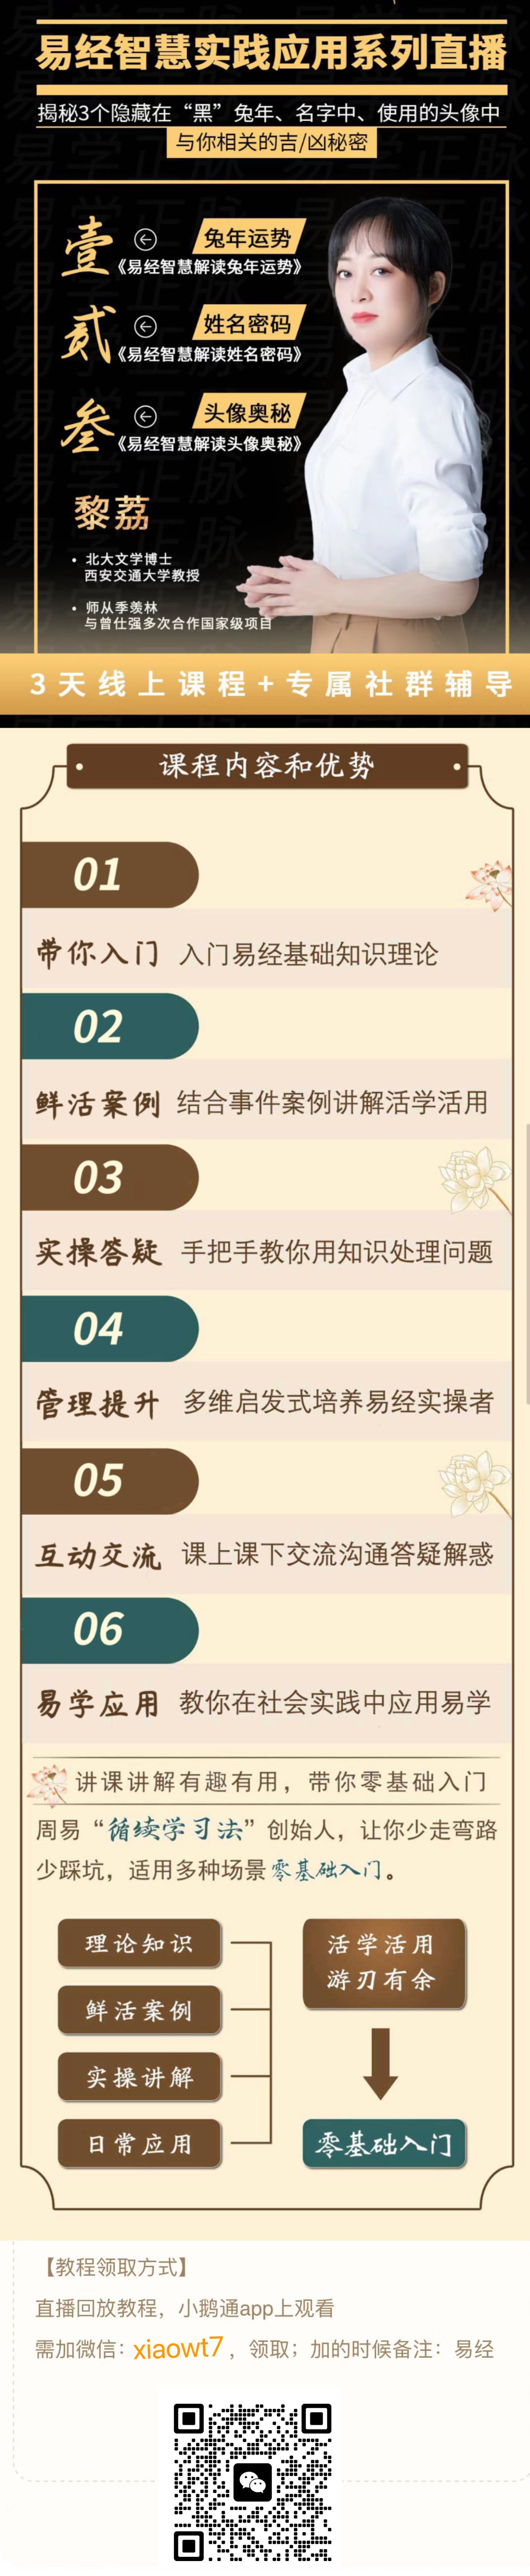 易经智慧实践应用系列直播
揭秘3个隐藏在“黑”兔年、名字中、使用的头像中
与你相关的吉/凶秘密
壹 兔年运势
《易经智慧解读兔年运势》
贰 姓名密码
《易经智慧解读姓名密码》
叁 头像奥秘
《易经智慧解读头像奥秘》
黎荔
· 北大文学博士
西安交通大学教授
· 师从季羡林
与曾仕强多次合作国家级项目
3天线上课程+专属社群辅导
课程内容和优势
01
带你入门 入门易经基础知识理论
02
鲜活案例 结合事件案例讲解活学活用
03
实操答疑 手把手教你用知识处理问题
04
管理提升 多维启发式培养易经实操者
05
互动交流 课上课下交流沟通答疑解惑
06
易学应用 教你在社会实践中应用易学
讲课讲解有趣有用，带你零基础入门
周易“循续学习法”创始人，让你少走弯路
少踩坑，适用多种场景零基础入门。
理论知识
鲜活案例
实操讲解
日常应用
活学活用
游刃有余
零基础入门
【教程领取方式】
直播回放教程，小鹅通app上观看
需加微信：xiaowt7，领取；加的时候备注：易经